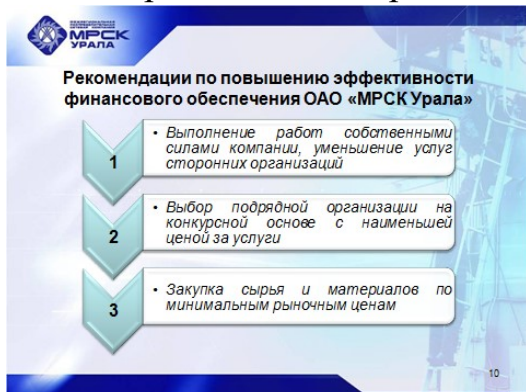 МРСК
УРАЛА
Рекомендации по повышению эффективности
финансового обеспечения ОАО «МРСК Урала»
1
• Выполнение работ собственными
силами компании, уменьшение услуг
сторонних организаций
2
• Выбор подрядной организации на
конкурсной основе с наименьшей
ценой за услуги
3
• Закупка сырья и материалов по
минимальным рыночным ценам
10